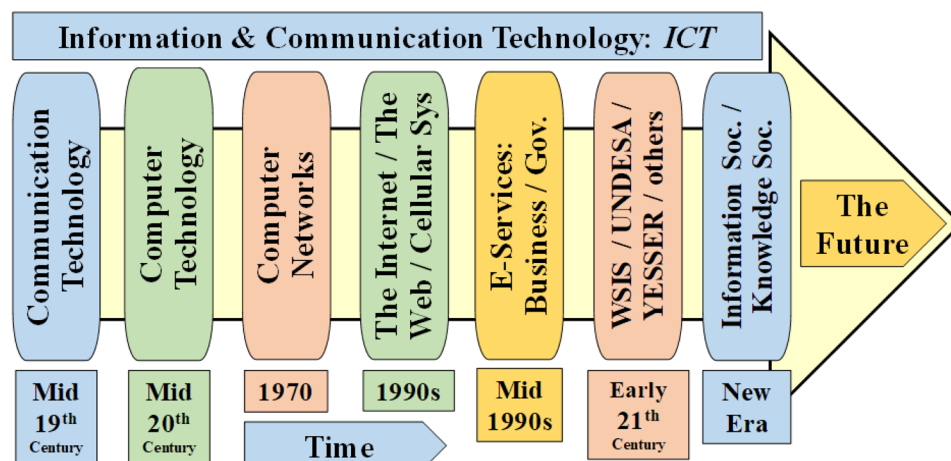 Information & Communication Technology: ICT
Communication
Technology
Computer
Technology
Computer
Networks
The Internet / The
Web / Cellular Sys
E-Services:
Business / Gov.
WSIS / UNDESA /
YESSER / others
Information Soc. /
Knowledge Soc.
The
Future
Mid
19th
Century
Mid
20th
Century
1970
1990s
Mid
1990s
Early
21th
Century
New
Era
Time